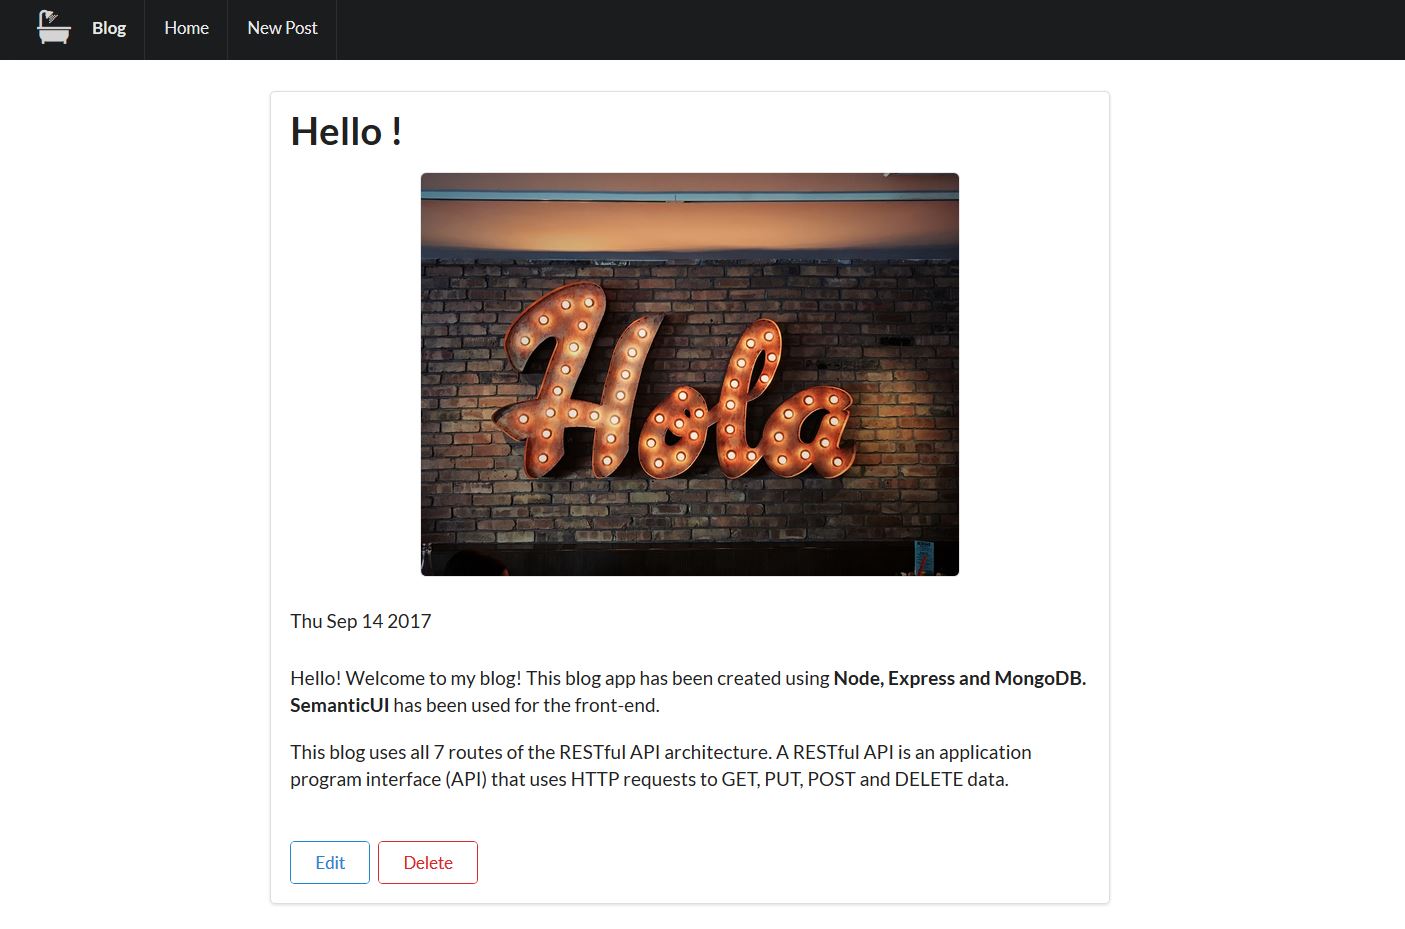 Blog
Home
New Post
Hello !
Hola
Thu Sep 14 2017
Hello! Welcome to my blog! This blog app has been created using Node, Express and MongoDB.
SemanticUI has been used for the front-end.
This blog uses all 7 routes of the RESTful API architecture. A RESTful API is an application
program interface (API) that uses HTTP requests to GET, PUT, POST and DELETE data.
Edit
Delete